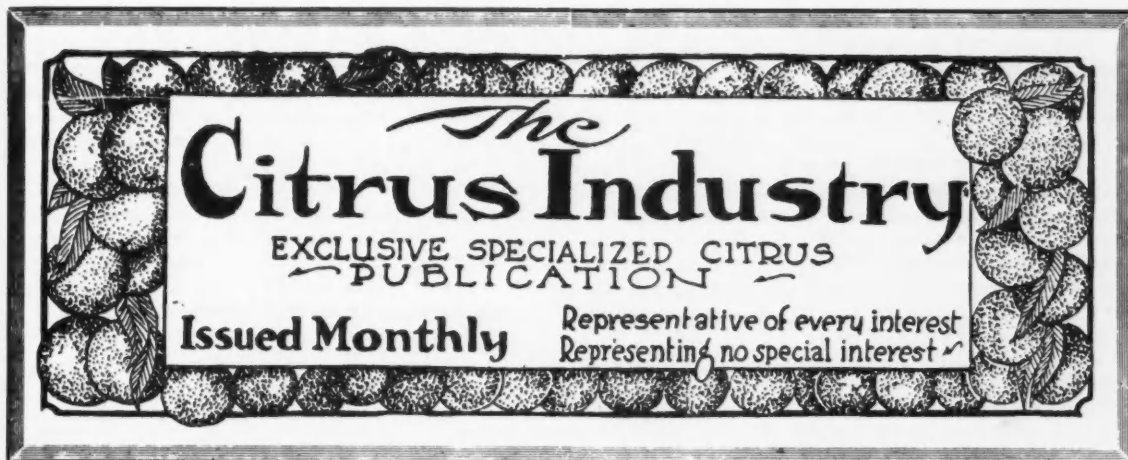 The
Citrus Industry
EXCLUSIVE SPECIALIZED CITRUS
PUBLICATION
Issued Monthly
Representative of every interest
Representing no special interest